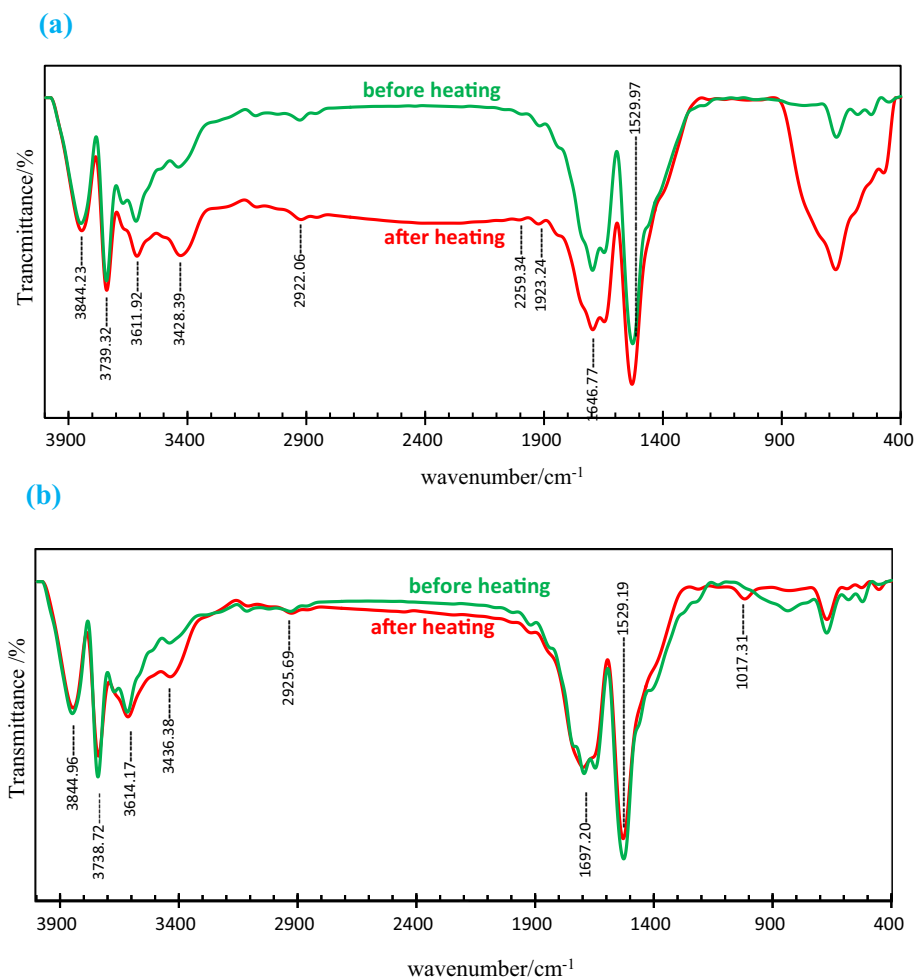 (a)
before heating
after heating
Trancmittance/%
3844.23
3739.32
3611.92
3428.39
2922.06
2259.34
1923.24
1646.77
1529.97
3900 3400 2900 2400 1900 1400 900 400
wavenumber/cm-1
(b)
before heating
after heating
Transmittance /%
3844.96
3738.72
3614.17
3436.38
2925.69
1697.20
1529.19
1017.31
3900 3400 2900 2400 1900 1400 900 400
wavenumber/cm-1